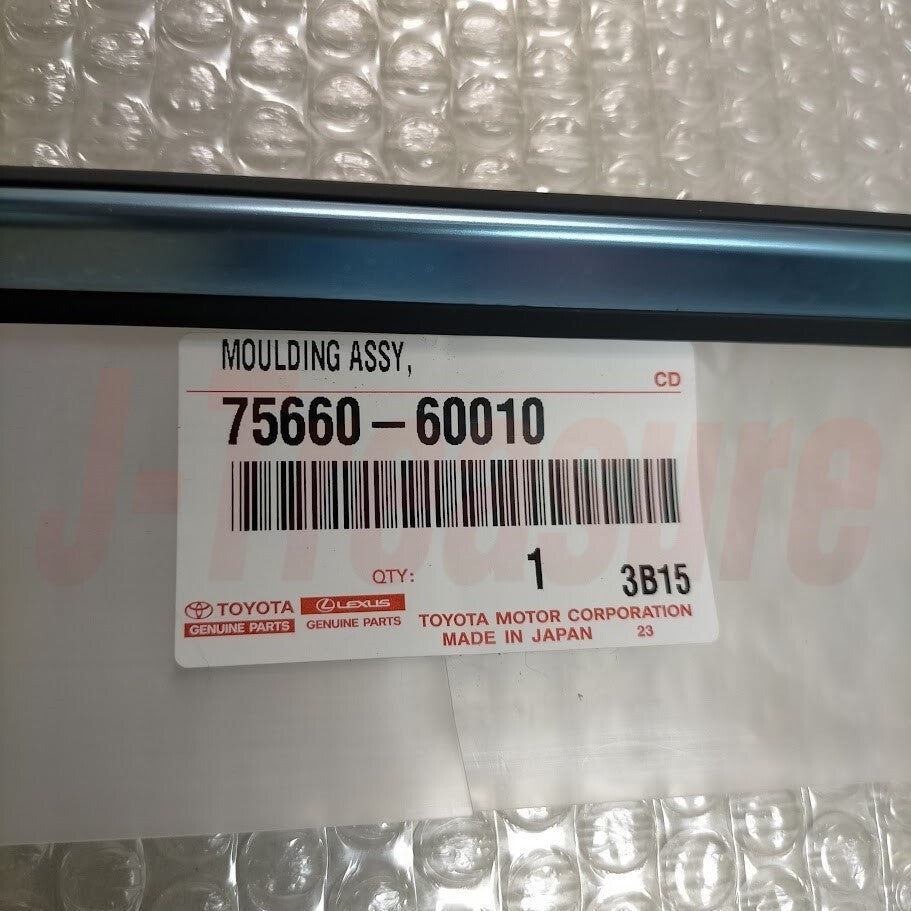 MOULDING ASSY,
CD
75660-60010
J-Treasure
QTY: 1 3B15
TOYOTA LEXUS
GENUINE PARTS GENUINE PARTS
TOYOTA MOTOR CORPORATION
MADE IN JAPAN 23